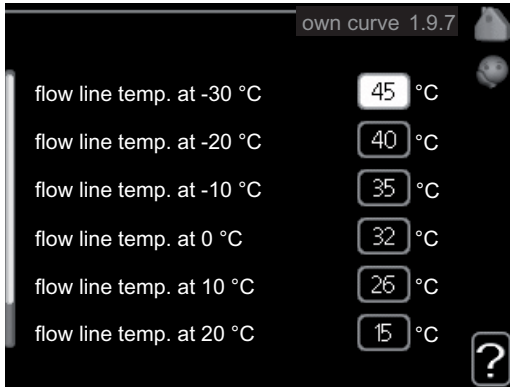 own curve 1.9.7
flow line temp. at -30 °C 45 °C
flow line temp. at -20 °C 40 °C
flow line temp. at -10 °C 35 °C
flow line temp. at 0 °C 32 °C
flow line temp. at 10 °C 26 °C
flow line temp. at 20 °C 15 °C
?